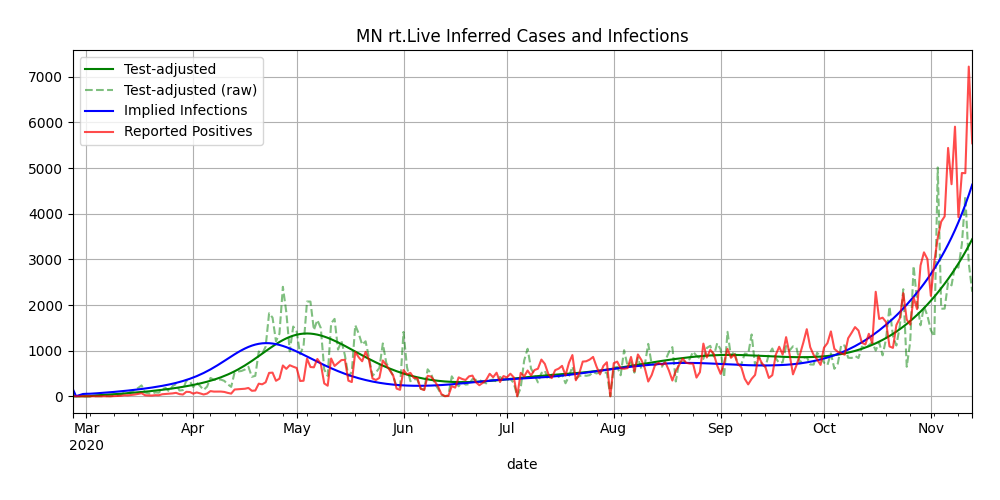 MN rt.Live Inferred Cases and Infections
Test-adjusted
Test-adjusted (raw)
Implied Infections
Reported Positives
7000
6000
5000
4000
3000
2000
1000
0
Mar Apr May Jun Jul Aug Sep Oct Nov
2020
date